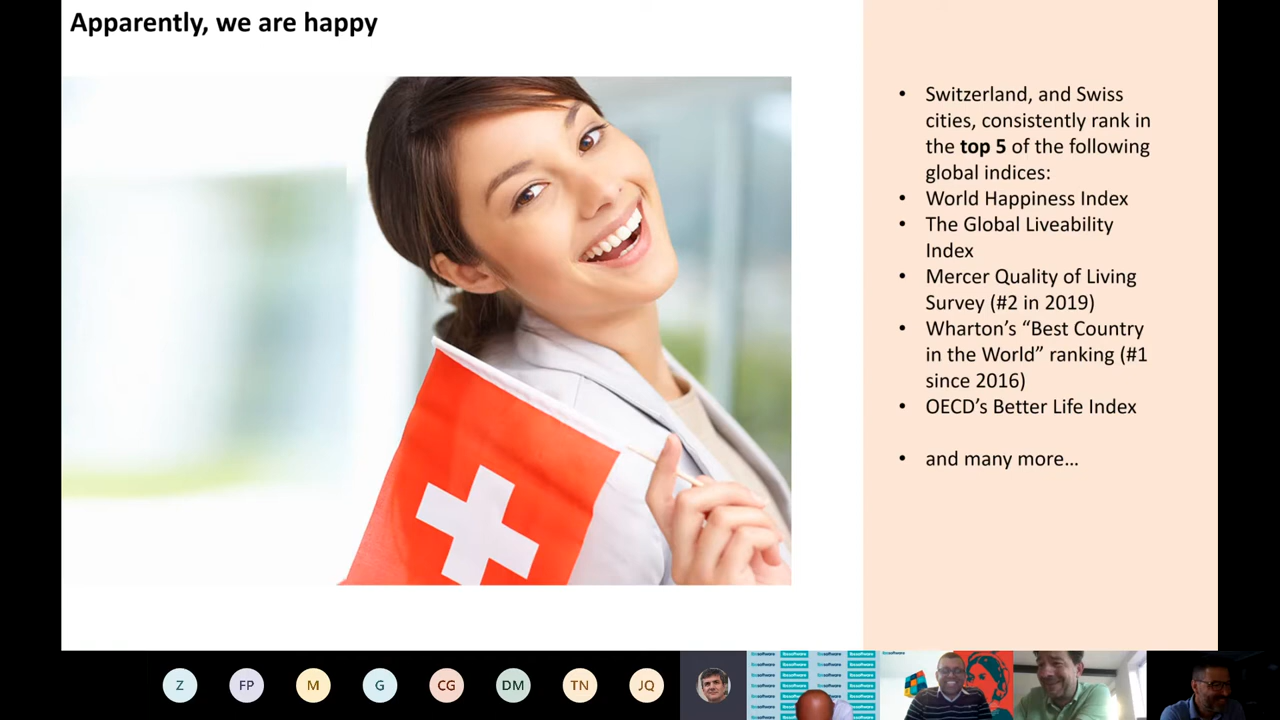 Apparently, we are happy
• Switzerland, and Swiss
cities, consistently rank in
the top 5 of the following
global indices:
• World Happiness Index
• The Global Liveability
Index
• Mercer Quality of Living
Survey (#2 in 2019)
• Wharton’s “Best Country
in the World” ranking (#1
since 2016)
• OECD’s Better Life Index
• and many more…
Z FP M G CG DM TN JQ